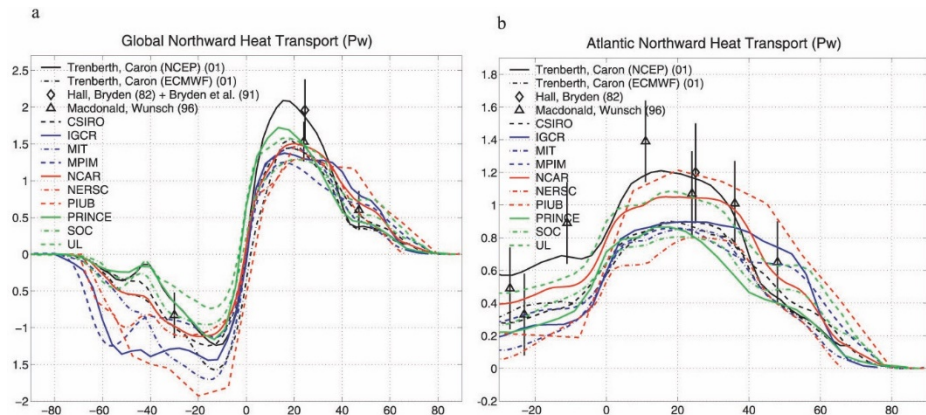 a
Global Northward Heat Transport (Pw)
2.5
2
1.5
1
0.5
0
−0.5
−1
−1.5
−2
Trenberth, Caron (NCEP) (01)
Trenberth, Caron (ECMWF) (01)
Hall, Bryden (82) + Bryden et al. (91)
Macdonald, Wunsch (96)
CSIRO
IGCR
MIT
MPIM
NCAR
NERSC
PIUB
PRINCE
SOC
UL
−80 −60 −40 −20 0 20 40 60 80
b
Atlantic Northward Heat Transport (Pw)
1.8
1.6
1.4
1.2
1
0.8
0.6
0.4
0.2
0
−0.2
Trenberth, Caron (NCEP) (01)
Trenberth, Caron (ECMWF) (01)
Hall, Bryden (82)
Macdonald, Wunsch (96)
CSIRO
IGCR
MIT
MPIM
NCAR
NERSC
PIUB
PRINCE
SOC
UL
−20 0 20 40 60 80